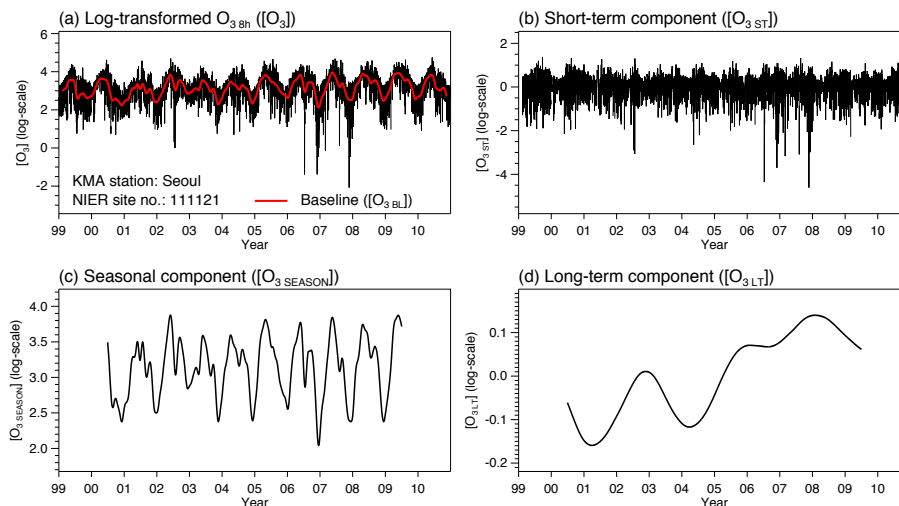 (a) Log-transformed O3 8h ([O3])
6
4
2
0
-2
[O3] (log-scale)
KMA station: Seoul
NIER site no.: 111121
Baseline ([O3 BL])
99 00 01 02 03 04 05 06 07 08 09 10
Year
(b) Short-term component ([O3 ST])
2
0
-2
-4
[O3 ST] (log-scale)
99 00 01 02 03 04 05 06 07 08 09 10
Year
(c) Seasonal component ([O3 SEASON])
4.0
3.5
3.0
2.5
2.0
[O3 SEASON] (log-scale)
99 00 01 02 03 04 05 06 07 08 09 10
Year
(d) Long-term component ([O3 LT])
0.1
0.0
-0.1
-0.2
[O3 LT] (log-scale)
99 00 01 02 03 04 05 06 07 08 09 10
Year